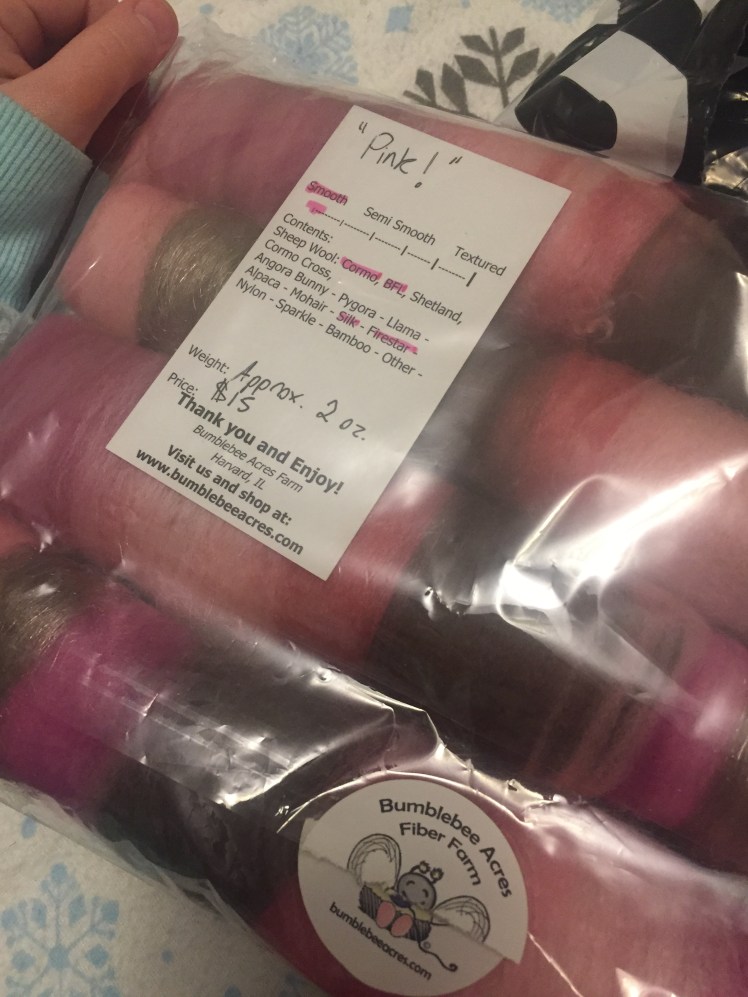 "Pink!"
Smooth Semi Smooth Textured
Contents:
Sheep Wool: Cormo, BFL, Shetland,
Cormo Cross,
Angora Bunny - Pygora - Llama -
Alpaca - Mohair - Silk - Firestar -
Nylon - Sparkle - Bamboo - Other -
Weight: Approx. 2 oz.
Price: $15
Thank you and Enjoy!
Bumblebee Acres Farm
Harvard, IL
Visit us and shop at:
www.bumblebeeacres.com
Bumblebee Acres
Fiber Farm
bumblebeeacres.com